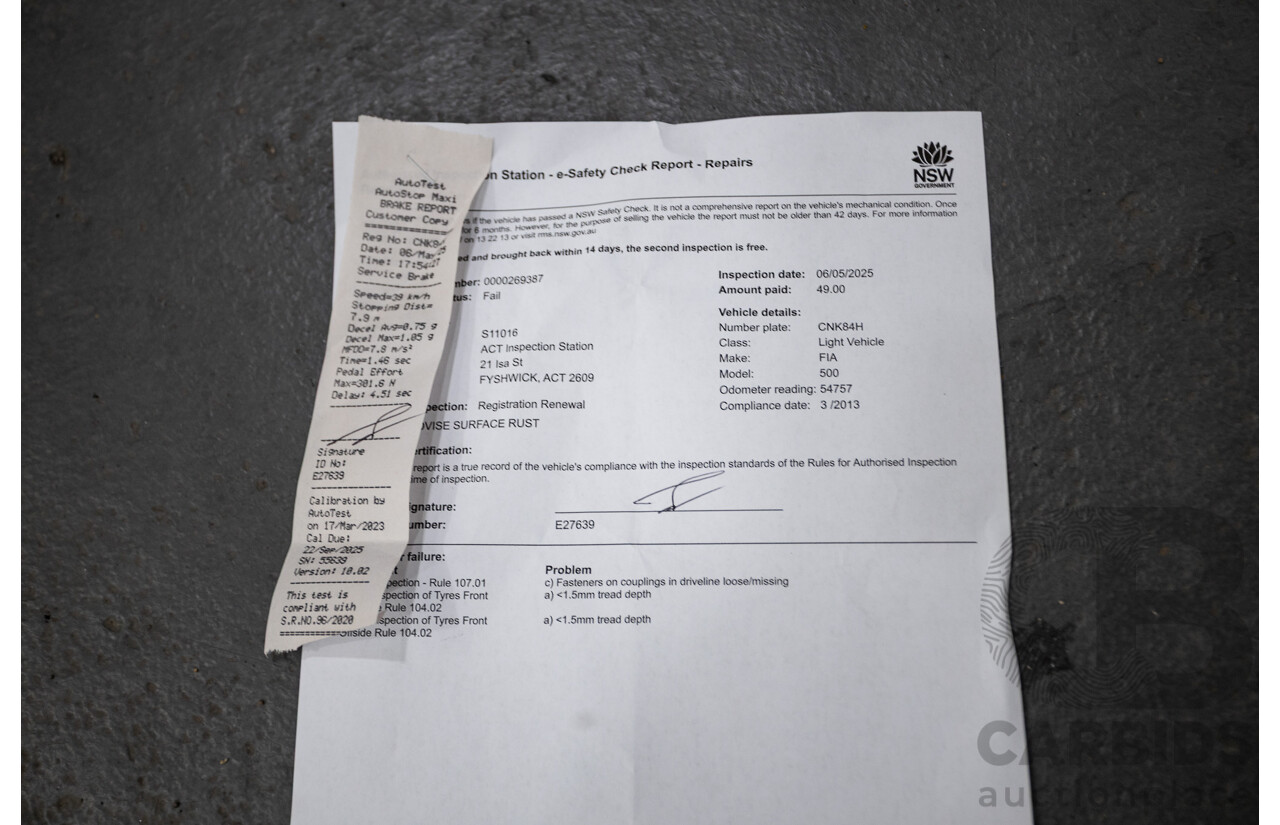 AutoTest
AutoStop Maxi
BRAKE REPORT
Customer Copy
Reg No: CNK8
Date: 06/May
Time: 17:54:27
Service Brake
Speed=39 km/h
Stopping Dist=
7.9 m
Decel Avg=0.75 g
Decel Max=1.05 g
MFDD=7.8 m/s²
Time=1.46 sec
Pedal Effort
Max=301.6 N
Delay: 4.51 sec
Signature
ID No:
E27639
Calibration by
AutoTest
on 17/Mar/2023
Cal Due:
22/Sep/2025
SN: 55639
Version: 10.02
This test is
compliant with
S.R.NO.96/2020
on Station - e-Safety Check Report - Repairs
NSW
GOVERNMENT
if the vehicle has passed a NSW Safety Check. It is not a comprehensive report on the vehicle's mechanical condition. Once
for 6 months. However, for the purpose of selling the vehicle the report must not be older than 42 days. For more information
on 13 22 13 or visit rms.nsw.gov.au
ed and brought back within 14 days, the second inspection is free.
mber: 0000269387
tus: Fail
Inspection date: 06/05/2025
Amount paid: 49.00
S11016
ACT Inspection Station
21 Isa St
FYSHWICK, ACT 2609
Vehicle details:
Number plate: CNK84H
Class: Light Vehicle
Make: FIA
Model: 500
Odometer reading: 54757
Compliance date: 3 /2013
pection: Registration Renewal
OVISE SURFACE RUST
ertification:
report is a true record of the vehicle's compliance with the inspection standards of the Rules for Authorised Inspection
me of inspection.
ignature:
umber: E27639
r failure:
t Problem
pection - Rule 107.01 c) Fasteners on couplings in driveline loose/missing
spection of Tyres Front a) <1.5mm tread depth
e Rule 104.02
spection of Tyres Front a) <1.5mm tread depth
Offside Rule 104.02
CARBIDS